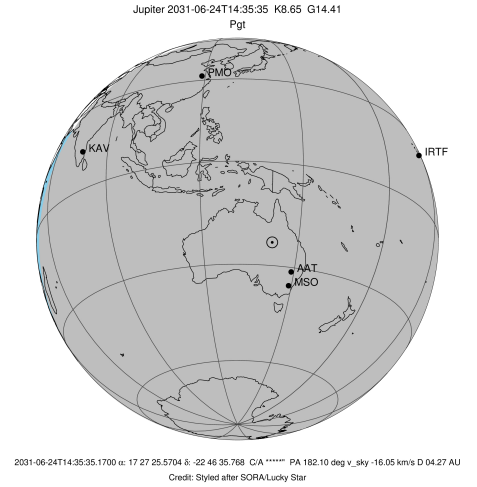 Jupiter 2031-06-24T14:35:35 K8.65 G14.41
Pgt
PMO
KAV
IRTF
AAT
MSO
2031-06-24T14:35:35.1700 α: 17 27 25.5704 δ: -22 46 35.768 C/A *****" PA 182.10 deg v_sky -16.05 km/s D 04.27 AU
Credit: Styled after SORA/Lucky Star